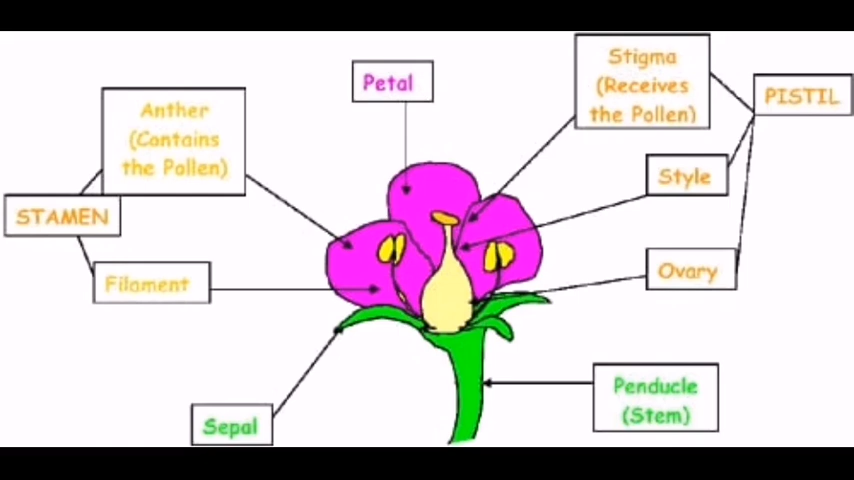 Petal
Stigma
(Receives
the Pollen)
PISTIL
Anther
(Contains
the Pollen)
Style
STAMEN
Filament
Ovary
Sepal
Penducle
(Stem)